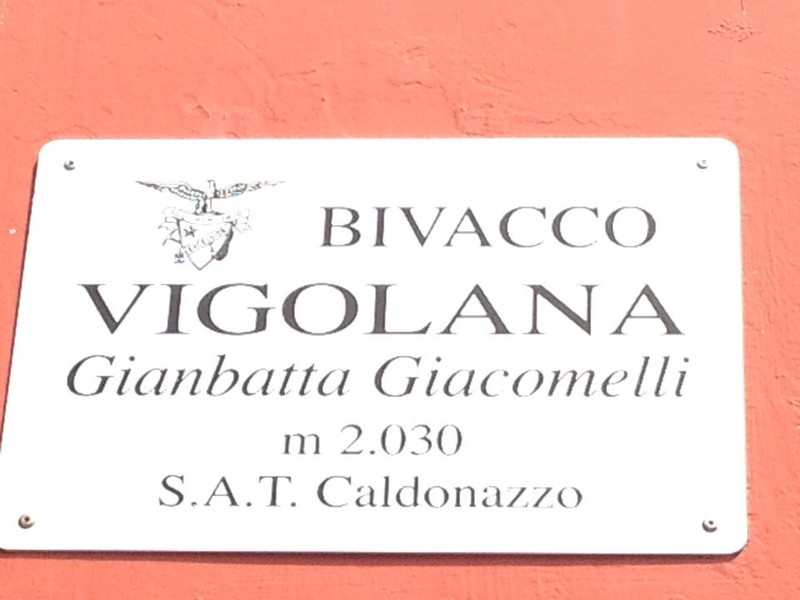 BIVACCO
VIGOLANA
Gianbatta Giacomelli
m 2.030
S.A.T. Caldonazzo